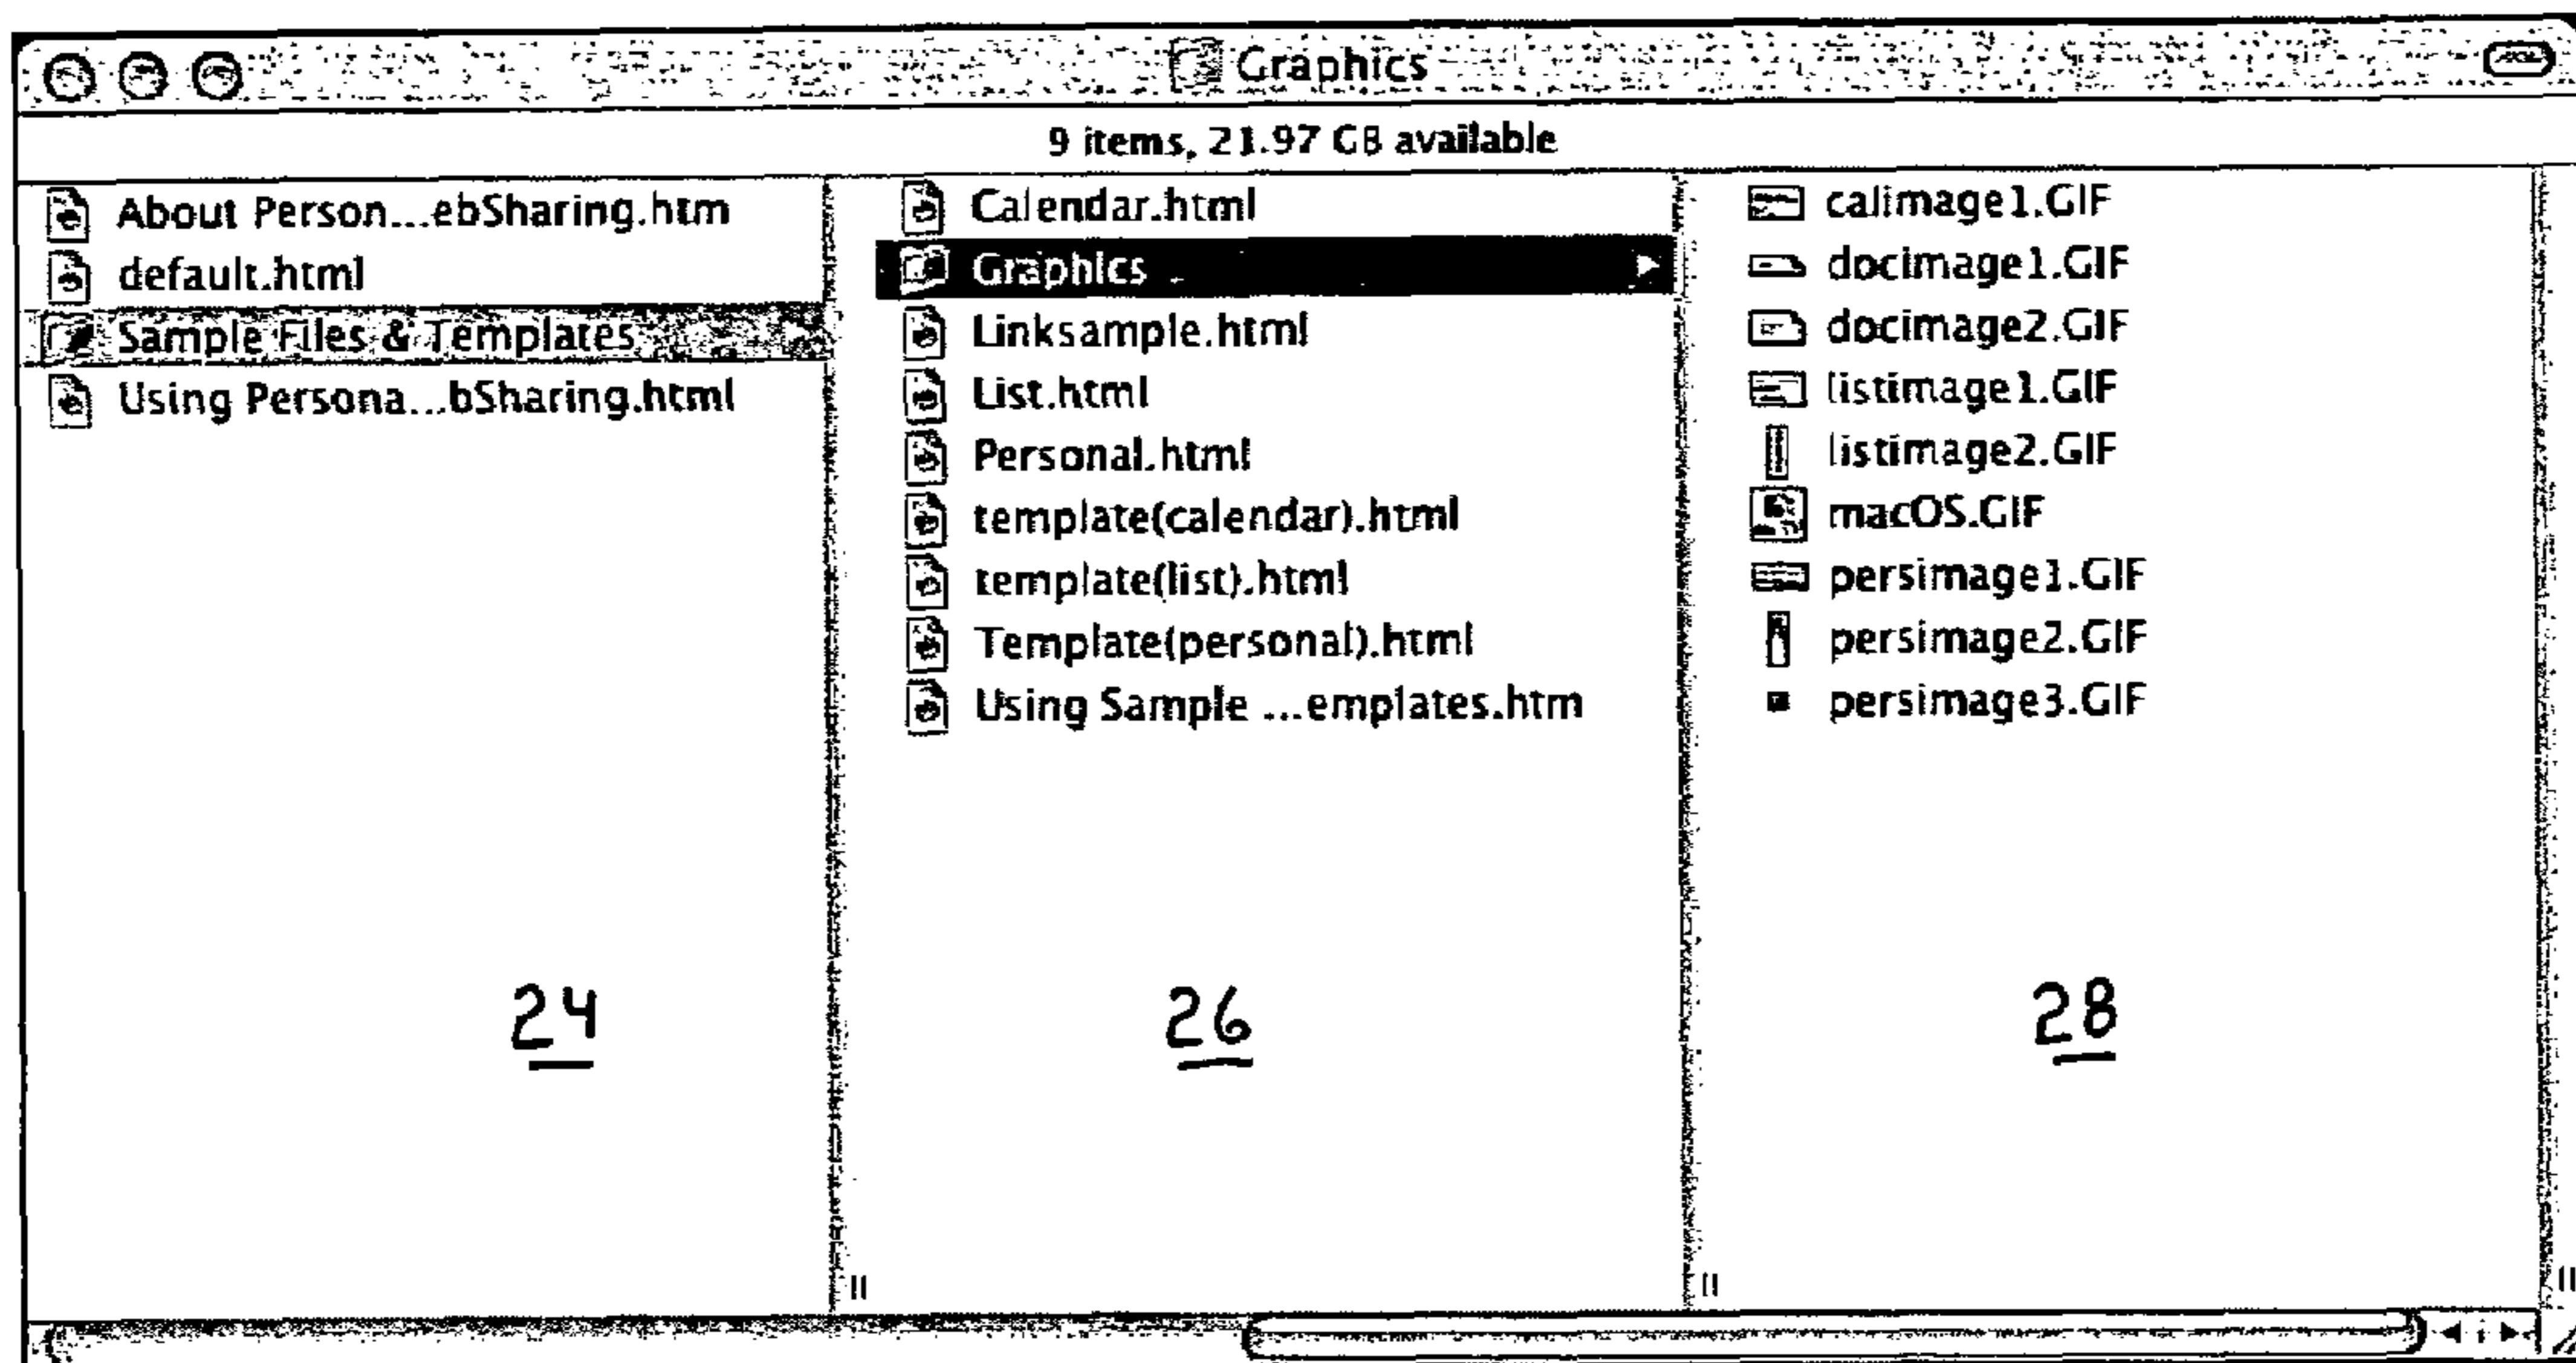 Graphics
9 items, 21.97 GB available
About Person...ebSharing.htm
default.html
Sample Files & Templates
Using Persona...bSharing.html
24
Calendar.html
Graphics
Linksample.html
List.html
Personal.html
template(calendar).html
template(list).html
Template(personal).html
Using Sample ...emplates.htm
26
calimage1.GIF
docimage1.GIF
docimage2.GIF
listimage1.GIF
listimage2.GIF
macOS.GIF
persimage1.GIF
persimage2.GIF
persimage3.GIF
28